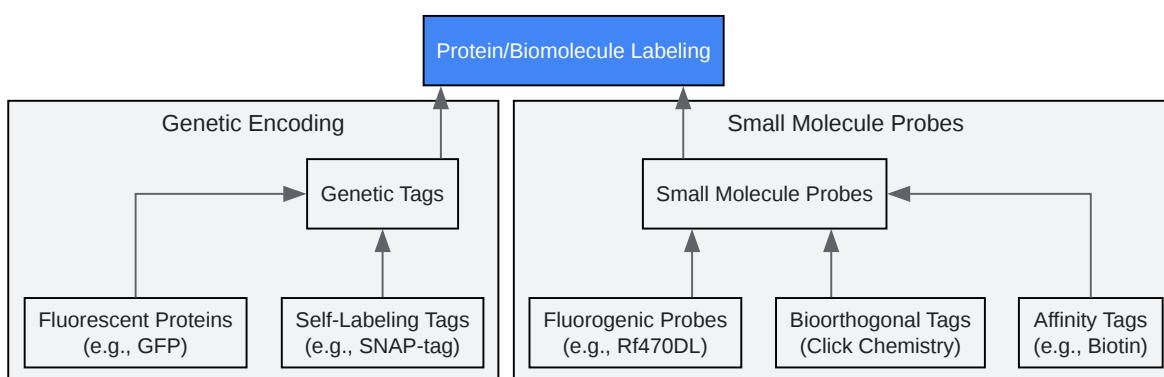 Protein/Biomolecule Labeling
Genetic Encoding
Small Molecule Probes
Genetic Tags
Small Molecule Probes
Fluorescent Proteins
(e.g., GFP)
Self-Labeling Tags
(e.g., SNAP-tag)
Fluorogenic Probes
(e.g., Rf470DL)
Bioorthogonal Tags
(Click Chemistry)
Affinity Tags
(e.g., Biotin)